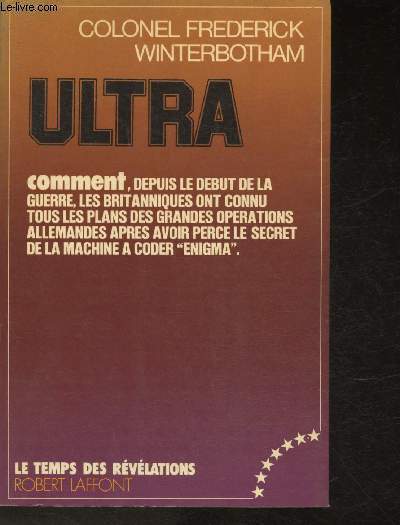 Le-livre.com
COLONEL FREDERICK
WINTERBOTHAM
ULTRA
comment, DEPUIS LE DEBUT DE LA
GUERRE, LES BRITANNIQUES ONT CONNU
TOUS LES PLANS DES GRANDES OPERATIONS
ALLEMANDES APRES AVOIR PERCE LE SECRET
DE LA MACHINE A CODER "ENIGMA".
LE TEMPS DES RÉVÉLATIONS
ROBERT LAFFONT